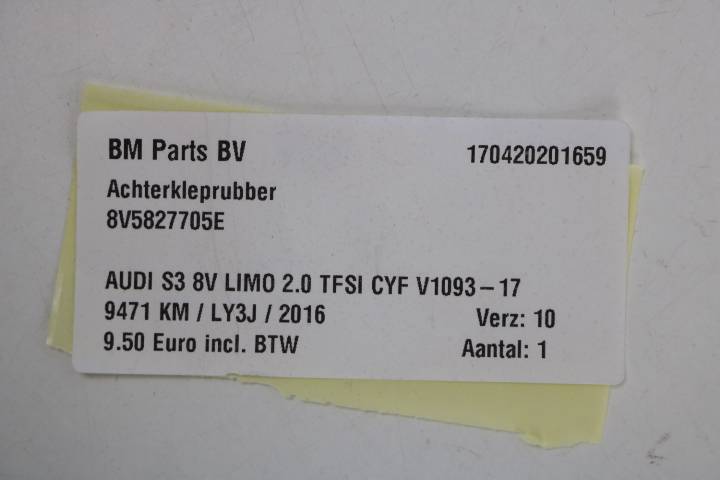 BM Parts BV 170420201659
Achterkleprubber
8V5827705E
AUDI S3 8V LIMO 2.0 TFSI CYF V1093-17
9471 KM / LY3J / 2016 Verz: 10
9.50 Euro incl. BTW Aantal: 1